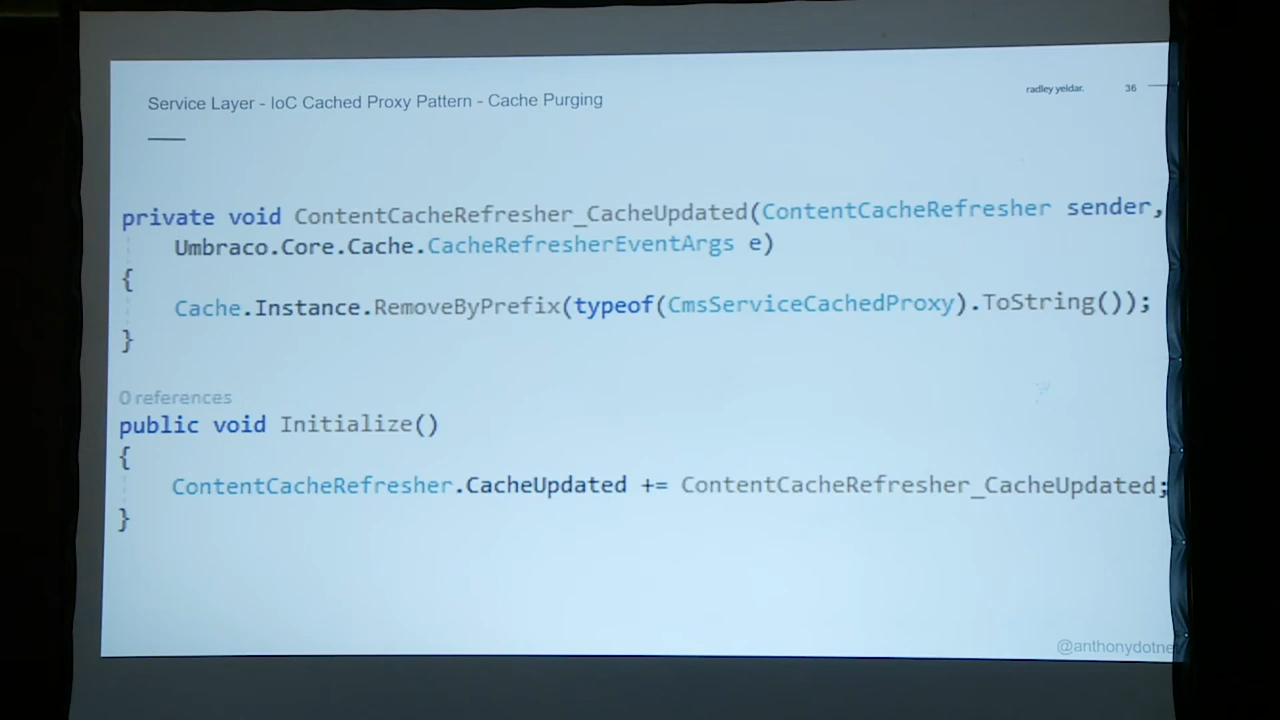 Service Layer - IoC Cached Proxy Pattern - Cache Purging
radley yeldar.
36
private void ContentCacheRefresher_CacheUpdated(ContentCacheRefresher sender,
Umbraco.Core.Cache.CacheRefresherEventArgs e)
{
Cache.Instance.RemoveByPrefix(typeof(CmsServiceCachedProxy).ToString());
}
0 references
public void Initialize()
{
ContentCacheRefresher.CacheUpdated += ContentCacheRefresher_CacheUpdated;
}
@anthonydotne